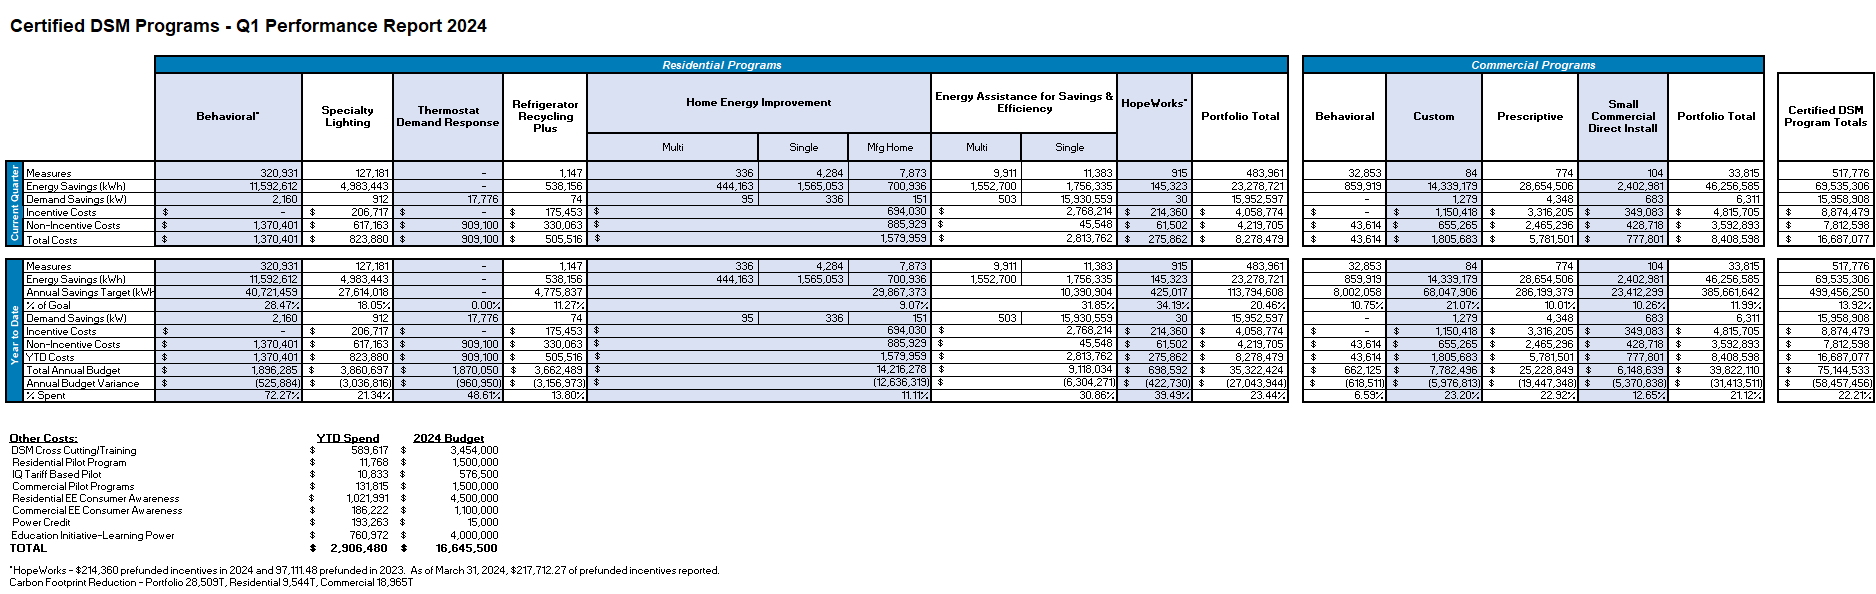 Certified DSM Programs - Q1 Performance Report 2024
Residential Programs Commercial Programs
Behavioral* Specialty Lighting Thermostat Demand Response Refrigerator Recycling Plus Home Energy Improvement Energy Assistance for Savings & Efficiency HopeWorks* Portfolio Total Behavioral Custom Prescriptive Small Commercial Direct Install Portfolio Total Certified DSM Program Totals
Multi Single Mfg Home Multi Single
Current Quarter
Measures 320,931 127,181 - 1,147 336 4,284 7,873 9,911 11,383 915 483,961 32,853 84 774 104 33,815 517,776
Energy Savings (kWh) 11,592,612 4,983,443 - 538,156 444,163 1,565,053 700,936 1,552,700 1,756,335 145,323 23,278,721 859,919 14,339,179 28,654,506 2,402,981 46,256,585 69,535,306
Demand Savings (kW) 2,160 912 17,776 74 95 336 151 503 15,930,559 30 15,952,597 - 1,279 4,348 683 6,311 15,958,908
Incentive Costs $ - $ 206,717 $ - $ 175,453 $ 694,030 $ 2,768,214 $ 214,360 $ 4,058,774 $ - $ 1,150,418 $ 3,316,205 $ 349,083 $ 4,815,705 $ 8,874,479
Non-Incentive Costs $ 1,370,401 $ 617,163 $ 909,100 $ 330,063 $ 885,929 $ 45,548 $ 61,502 $ 4,219,705 $ 43,614 $ 655,265 $ 2,465,296 $ 428,718 $ 3,592,893 $ 7,812,598
Total Costs $ 1,370,401 $ 823,880 $ 909,100 $ 505,516 $ 1,579,959 $ 2,813,762 $ 275,862 $ 8,278,479 $ 43,614 $ 1,805,683 $ 5,781,501 $ 777,801 $ 8,408,598 $ 16,687,077
Year to Date
Measures 320,931 127,181 - 1,147 336 4,284 7,873 9,911 11,383 915 483,961 32,853 84 774 104 33,815 517,776
Energy Savings (kWh) 11,592,612 4,983,443 - 538,156 444,163 1,565,053 700,936 1,552,700 1,756,335 145,323 23,278,721 859,919 14,339,179 28,654,506 2,402,981 46,256,585 69,535,306
Annual Savings Target (kWh 40,721,459 27,614,018 - 4,775,837 29,867,373 10,390,904 425,017 113,794,608 8,002,058 68,047,906 286,199,379 23,412,299 385,661,642 499,456,250
% of Goal 28.47% 18.05% 0.00% 11.27% 9.07% 31.85% 34.19% 20.46% 10.75% 21.07% 10.01% 10.26% 11.99% 13.92%
Demand Savings (kW) 2,160 912 17,776 74 95 336 151 503 15,930,559 30 15,952,597 - 1,279 4,348 683 6,311 15,958,908
Incentive Costs $ - $ 206,717 $ - $ 175,453 $ 694,030 $ 2,768,214 $ 214,360 $ 4,058,774 $ - $ 1,150,418 $ 3,316,205 $ 349,083 $ 4,815,705 $ 8,874,479
Non-Incentive Costs $ 1,370,401 $ 617,163 $ 909,100 $ 330,063 $ 885,929 $ 45,548 $ 61,502 $ 4,219,705 $ 43,614 $ 655,265 $ 2,465,296 $ 428,718 $ 3,592,893 $ 7,812,598
YTD Costs $ 1,370,401 $ 823,880 $ 909,100 $ 505,516 $ 1,579,959 $ 2,813,762 $ 275,862 $ 8,278,479 $ 43,614 $ 1,805,683 $ 5,781,501 $ 777,801 $ 8,408,598 $ 16,687,077
Total Annual Budget $ 1,896,285 $ 3,860,697 $ 1,870,050 $ 3,662,489 $ 14,216,278 $ 9,118,034 $ 698,592 $ 35,322,424 $ 662,125 $ 7,782,496 $ 25,228,849 $ 6,148,639 $ 39,822,110 $ 75,144,533
Annual Budget Variance $ (525,884) $ (3,036,816) $ (960,950) $ (3,156,973) $ (12,636,319) $ (6,304,271) $ (422,730) $ (27,043,944) $ (618,511) $ (5,976,813) $ (19,447,348) $ (5,370,838) $ (31,413,511) $ (58,457,456)
% Spent 72.27% 21.34% 48.61% 13.80% 11.11% 30.86% 39.49% 23.44% 6.59% 23.20% 22.92% 12.65% 21.12% 22.21%
Other Costs: YTD Spend 2024 Budget
DSM Cross Cutting/Training $ 589,617 $ 3,454,000
Residential Pilot Program $ 11,768 $ 1,500,000
IQ Tariff Based Pilot $ 10,833 $ 576,500
Commercial Pilot Programs $ 131,815 $ 1,500,000
Residential EE Consumer Awareness $ 1,021,991 $ 4,500,000
Commercial EE Consumer Awareness $ 186,222 $ 1,100,000
Power Credit $ 193,263 $ 15,000
Education Initiative-Learning Power $ 760,972 $ 4,000,000
TOTAL $ 2,906,480 $ 16,645,500
*HopeWorks - $214,360 prefunded incentives in 2024 and 97,111.48 prefunded in 2023. As of March 31, 2024, $217,712.27 of prefunded incentives reported.
Carbon Footprint Reduction - Portfolio 28,509T, Residential 9,544T, Commercial 18,965T